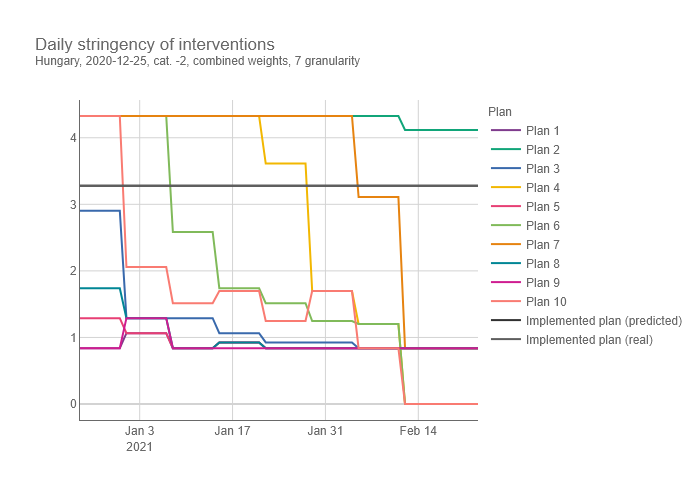 Daily stringency of interventions
Hungary, 2020-12-25, cat. -2, combined weights, 7 granularity
Plan
Plan 1
Plan 2
Plan 3
Plan 4
Plan 5
Plan 6
Plan 7
Plan 8
Plan 9
Plan 10
Implemented plan (predicted)
Implemented plan (real)
4
3
2
1
0
Jan 3
2021
Jan 17
Jan 31
Feb 14